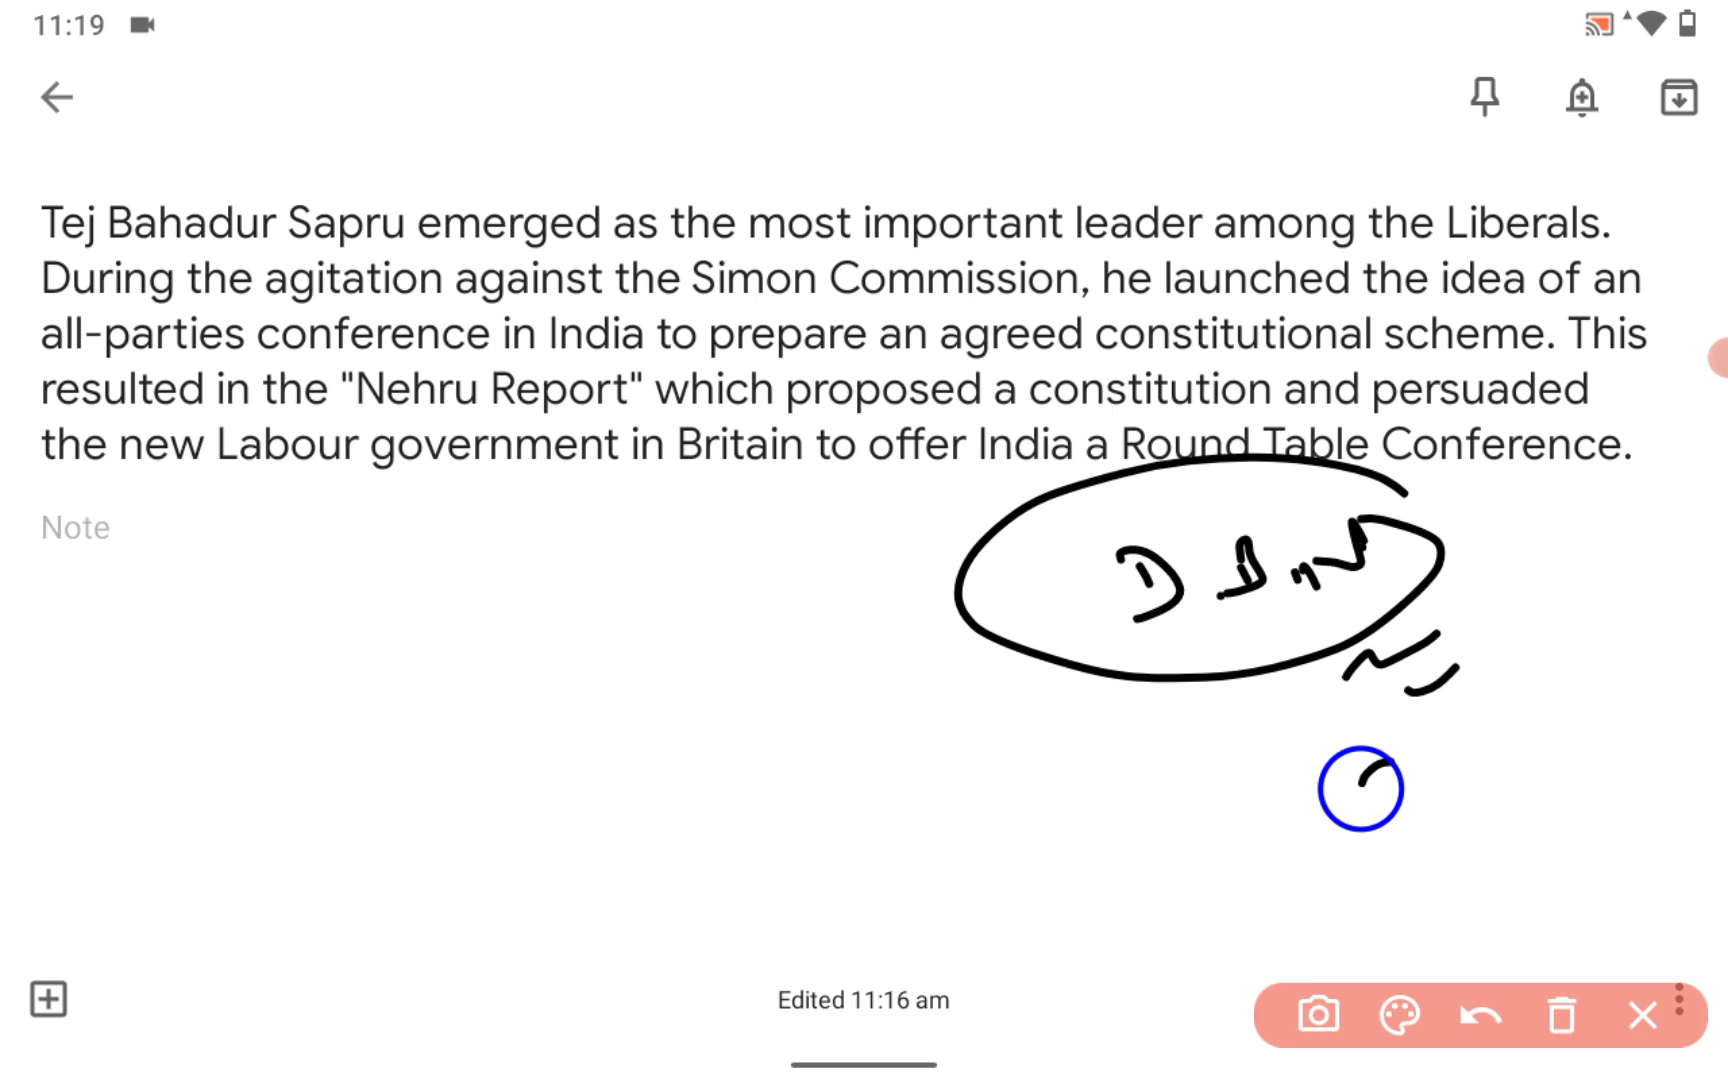 11:19
Tej Bahadur Sapru emerged as the most important leader among the Liberals.
During the agitation against the Simon Commission, he launched the idea of an
all-parties conference in India to prepare an agreed constitutional scheme. This
resulted in the "Nehru Report" which proposed a constitution and persuaded
the new Labour government in Britain to offer India a Round Table Conference.
Note
Edited 11:16 am